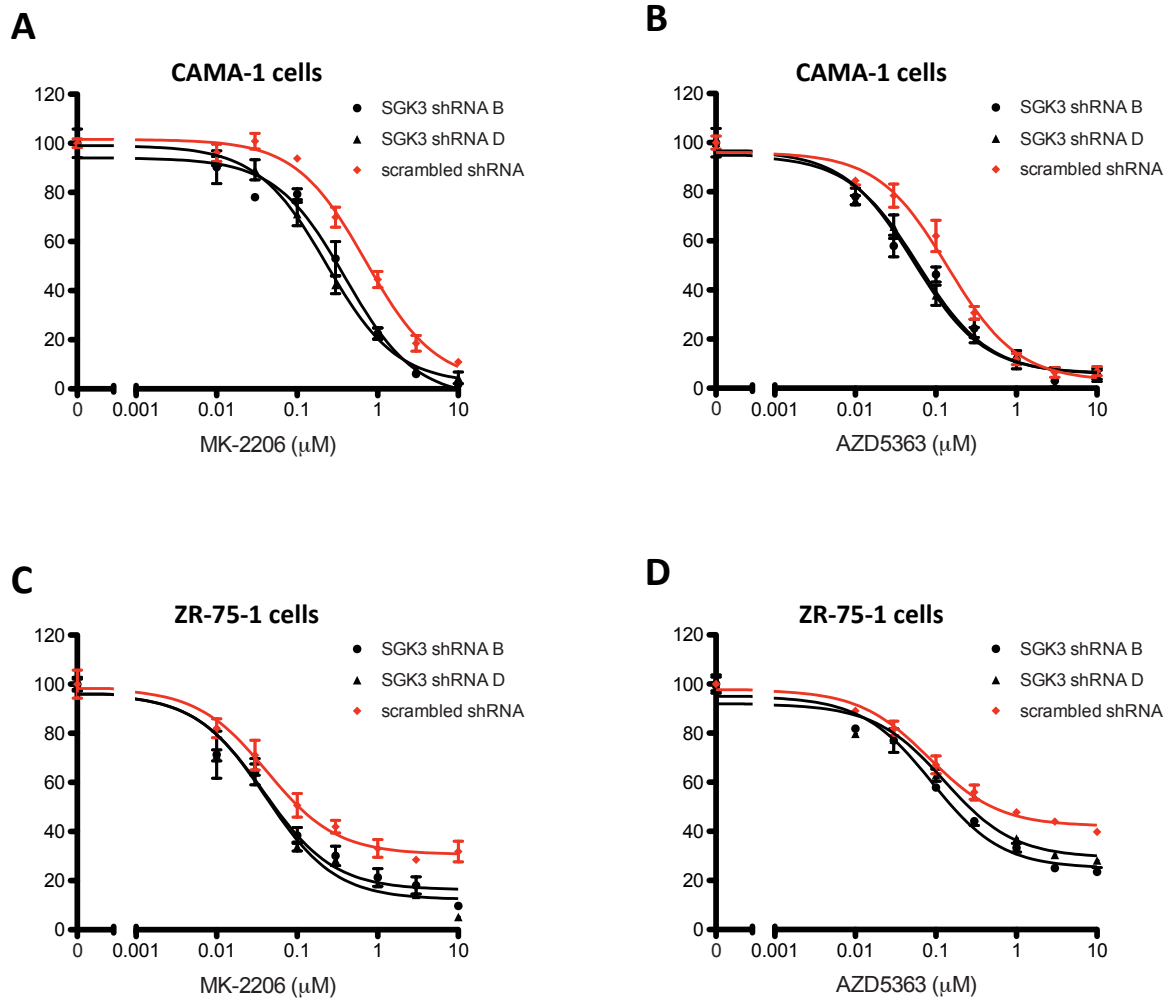 A
CAMA-1 cells
SGK3 shRNA B
SGK3 shRNA D
scrambled shRNA
120
100
80
60
40
20
0
0 0.001 0.01 0.1 1 10
MK-2206 (μM)
B
CAMA-1 cells
SGK3 shRNA B
SGK3 shRNA D
scrambled shRNA
120
100
80
60
40
20
0
0 0.001 0.01 0.1 1 10
AZD5363 (μM)
C
ZR-75-1 cells
SGK3 shRNA B
SGK3 shRNA D
scrambled shRNA
120
100
80
60
40
20
0
0 0.001 0.01 0.1 1 10
MK-2206 (μM)
D
ZR-75-1 cells
SGK3 shRNA B
SGK3 shRNA D
scrambled shRNA
120
100
80
60
40
20
0
0 0.001 0.01 0.1 1 10
AZD5363 (μM)